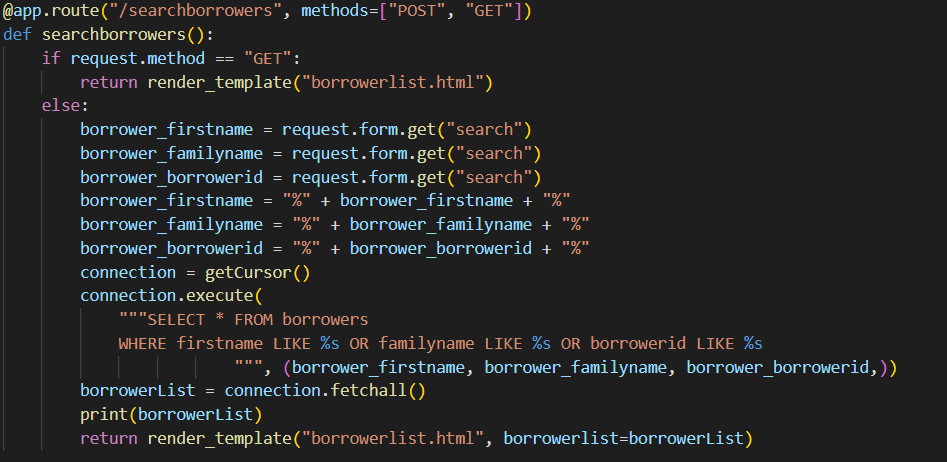 @app.route("/searchborrowers", methods=["POST", "GET"])
def searchborrowers():
    if request.method == "GET":
        return render_template("borrowerlist.html")
    else:
        borrower_firstname = request.form.get("search")
        borrower_familyname = request.form.get("search")
        borrower_borrowerid = request.form.get("search")
        borrower_firstname = "%" + borrower_firstname + "%"
        borrower_familyname = "%" + borrower_familyname + "%"
        borrower_borrowerid = "%" + borrower_borrowerid + "%"
        connection = getCursor()
        connection.execute(
            """SELECT * FROM borrowers
            WHERE firstname LIKE %s OR familyname LIKE %s OR borrowerid LIKE %s
                        """, (borrower_firstname, borrower_familyname, borrower_borrowerid,))
        borrowerList = connection.fetchall()
        print(borrowerList)
        return render_template("borrowerlist.html", borrowerlist=borrowerList)